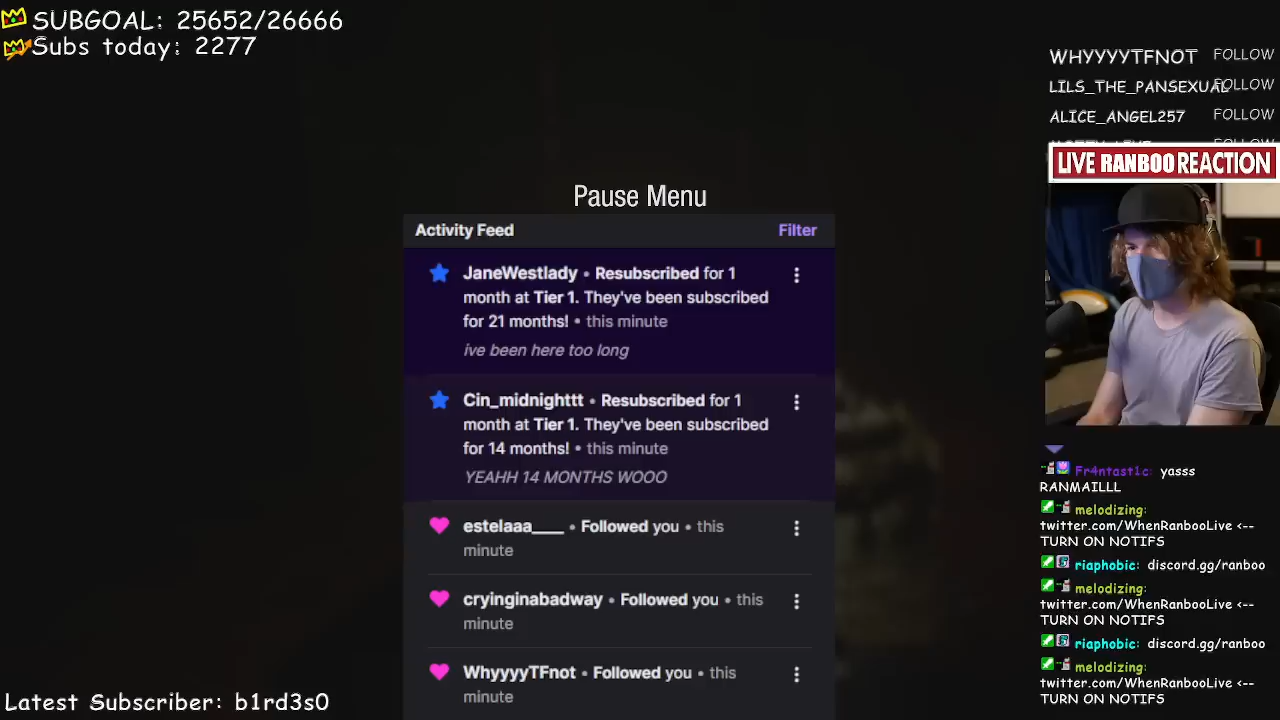 SUBGOAL: 25652/26666
Subs today: 2277
WHYYYYTFNOT FOLLOW
LILS_THE_PANSEXUAL FOLLOW
ALICE_ANGEL257 FOLLOW
FOLLOW
LIVE RANBOO REACTION
Pause Menu
Activity Feed Filter
JaneWestlady • Resubscribed for 1
month at Tier 1. They've been subscribed
for 21 months! • this minute
ive been here too long
Cin_midnighttt • Resubscribed for 1
month at Tier 1. They've been subscribed
for 14 months! • this minute
YEAHH 14 MONTHS WOOO
estelaaa____ • Followed you • this
minute
cryinginabadway • Followed you • this
minute
WhyyyyTFnot • Followed you • this
minute
Fr4ntast1c: yasss
RANMAILLL
melodizing:
twitter.com/WhenRanbooLive <--
TURN ON NOTIFS
riaphobic: discord.gg/ranboo
melodizing:
twitter.com/WhenRanbooLive <--
TURN ON NOTIFS
riaphobic: discord.gg/ranboo
melodizing:
twitter.com/WhenRanbooLive <--
TURN ON NOTIFS
Latest Subscriber: b1rd3s0